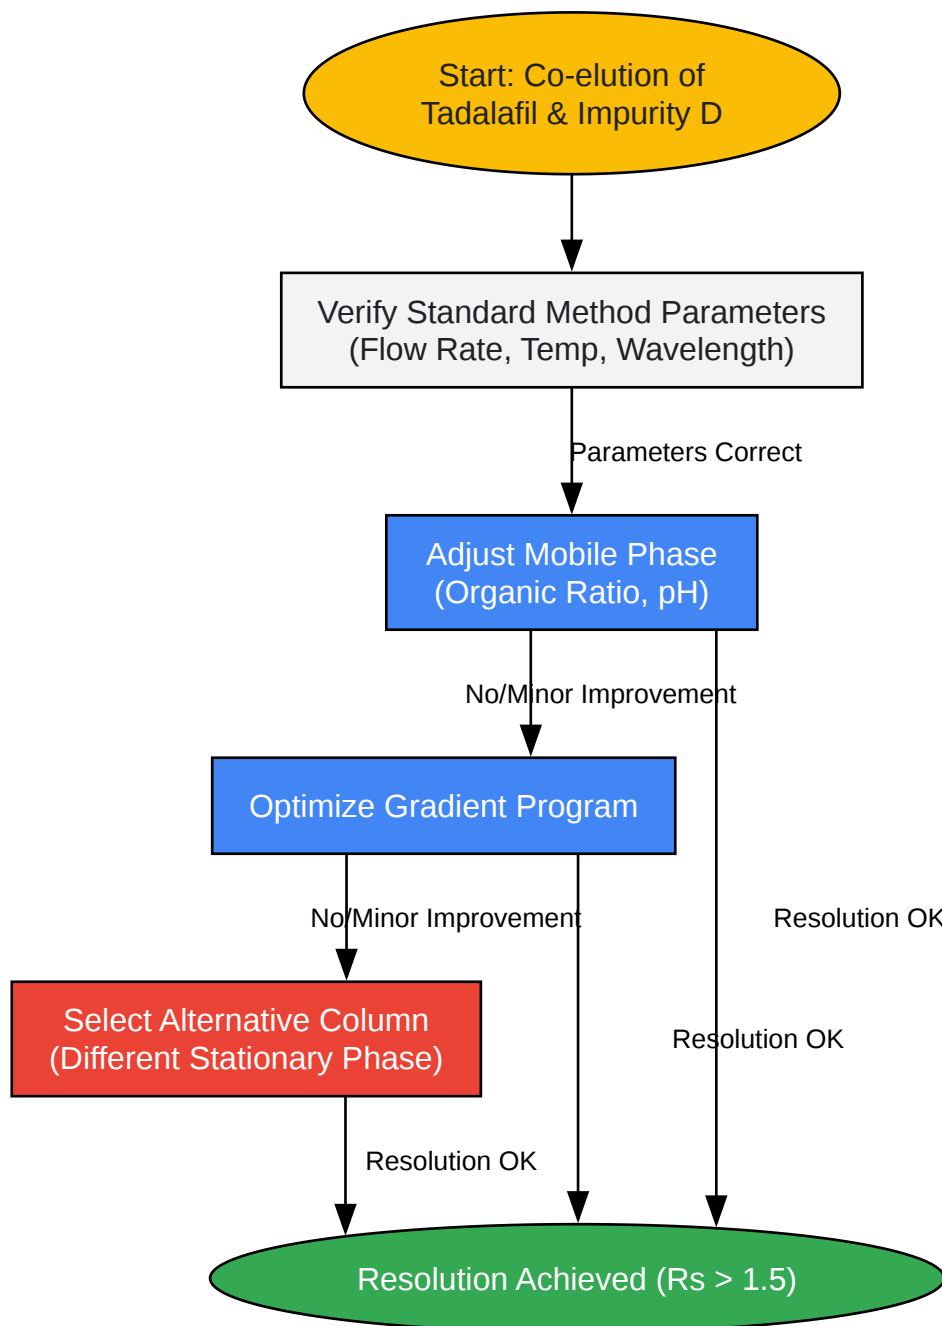 Start: Co-elution of
Tadalafil & Impurity D
Verify Standard Method Parameters
(Flow Rate, Temp, Wavelength)
Parameters Correct
Adjust Mobile Phase
(Organic Ratio, pH)
No/Minor Improvement
Optimize Gradient Program
No/Minor Improvement
Resolution OK
Select Alternative Column
(Different Stationary Phase)
Resolution OK
Resolution OK
Resolution Achieved (Rs > 1.5)